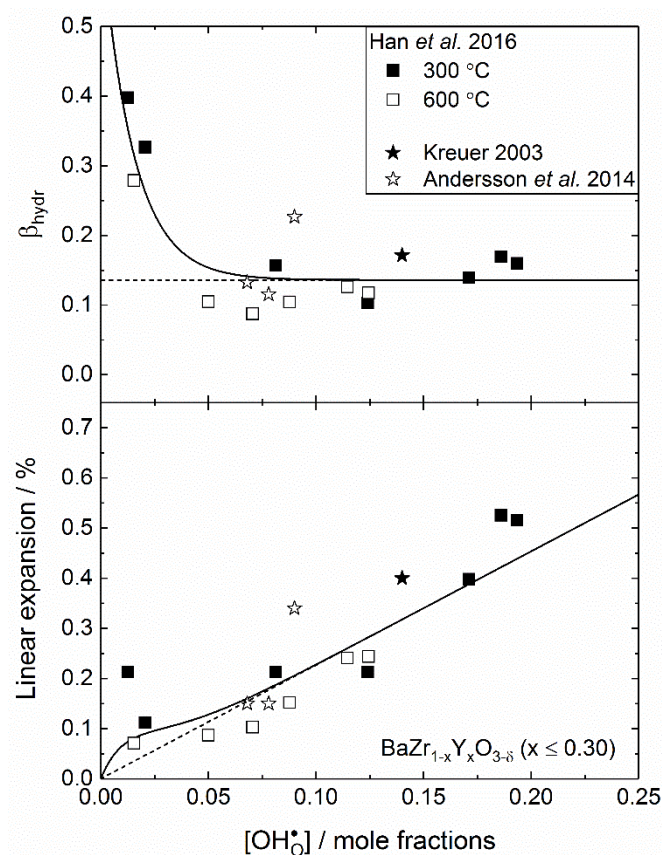 0.5
0.4
0.3
0.2
0.1
0.0
β_hydr
Han et al. 2016
300 °C
600 °C
Kreuer 2003
Andersson et al. 2014
0.7
0.6
0.5
0.4
0.3
0.2
0.1
0.0
Linear expansion / %
BaZr₁₋ₓYₓO₃₋δ (x ≤ 0.30)
0.00 0.05 0.10 0.15 0.20 0.25
[OH_O^•] / mole fractions